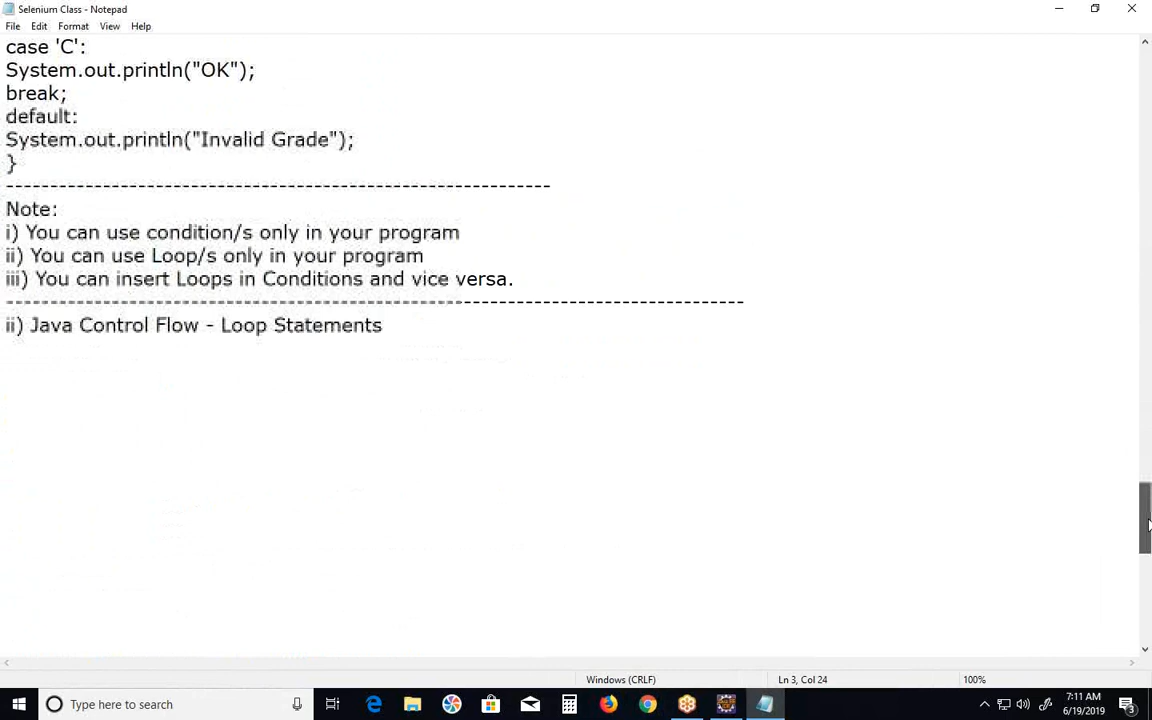 Selenium Class - Notepad
File Edit Format View Help
case 'C':
System.out.println("OK");
break;
default:
System.out.println("Invalid Grade");
}
--------------------------------------------------------------
Note:
i) You can use condition/s only in your program
ii) You can use Loop/s only in your program
iii) You can insert Loops in Conditions and vice versa.
------------------------------------------------------------------------------------
ii) Java Control Flow - Loop Statements
Windows (CRLF) Ln 3, Col 24 100%
Type here to search
7:11 AM
6/19/2019
3